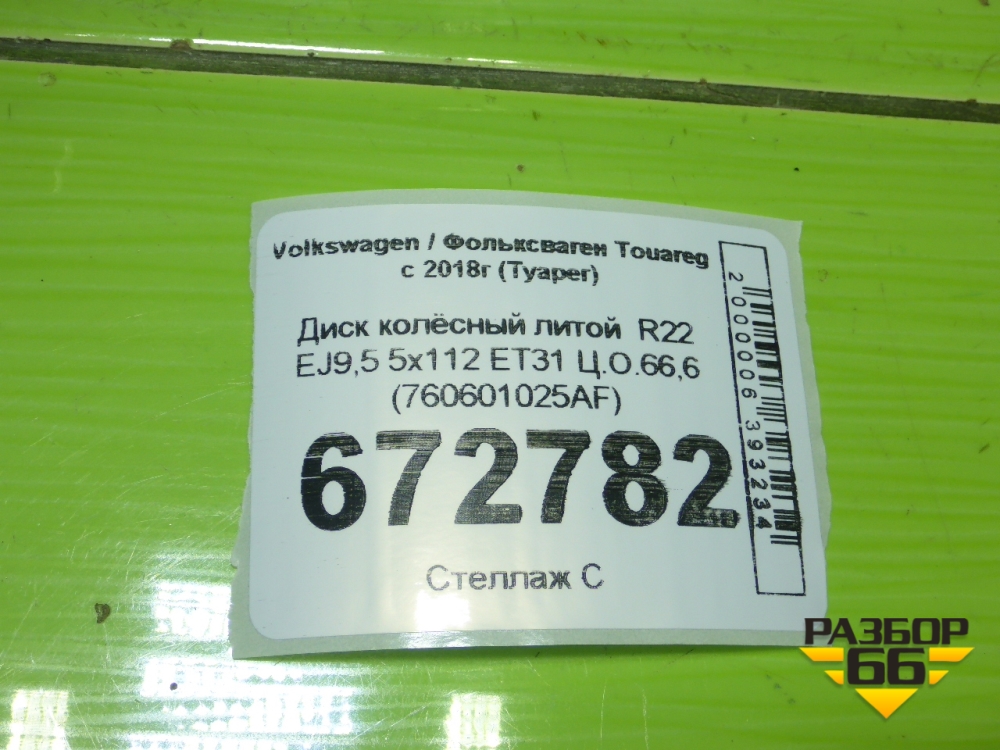 Volkswagen / Фольксваген Touareg
с 2018г (Туарег)
Диск колёсный литой R22
EJ9,5 5x112 ET31 Ц.О.66,6
(760601025AF)
672782
Стеллаж С
2000006393234
РАЗБОР
66